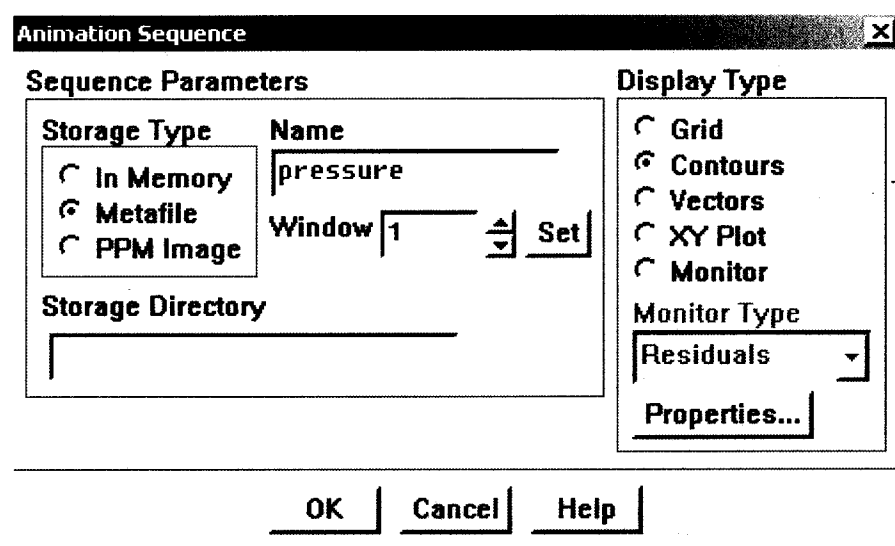 Animation Sequence
Sequence Parameters
Storage Type
In Memory
Metafile
PPM Image
Name
pressure
Window 1 Set
Storage Directory
Display Type
Grid
Contours
Vectors
XY Plot
Monitor
Monitor Type
Residuals
Properties...
OK Cancel Help